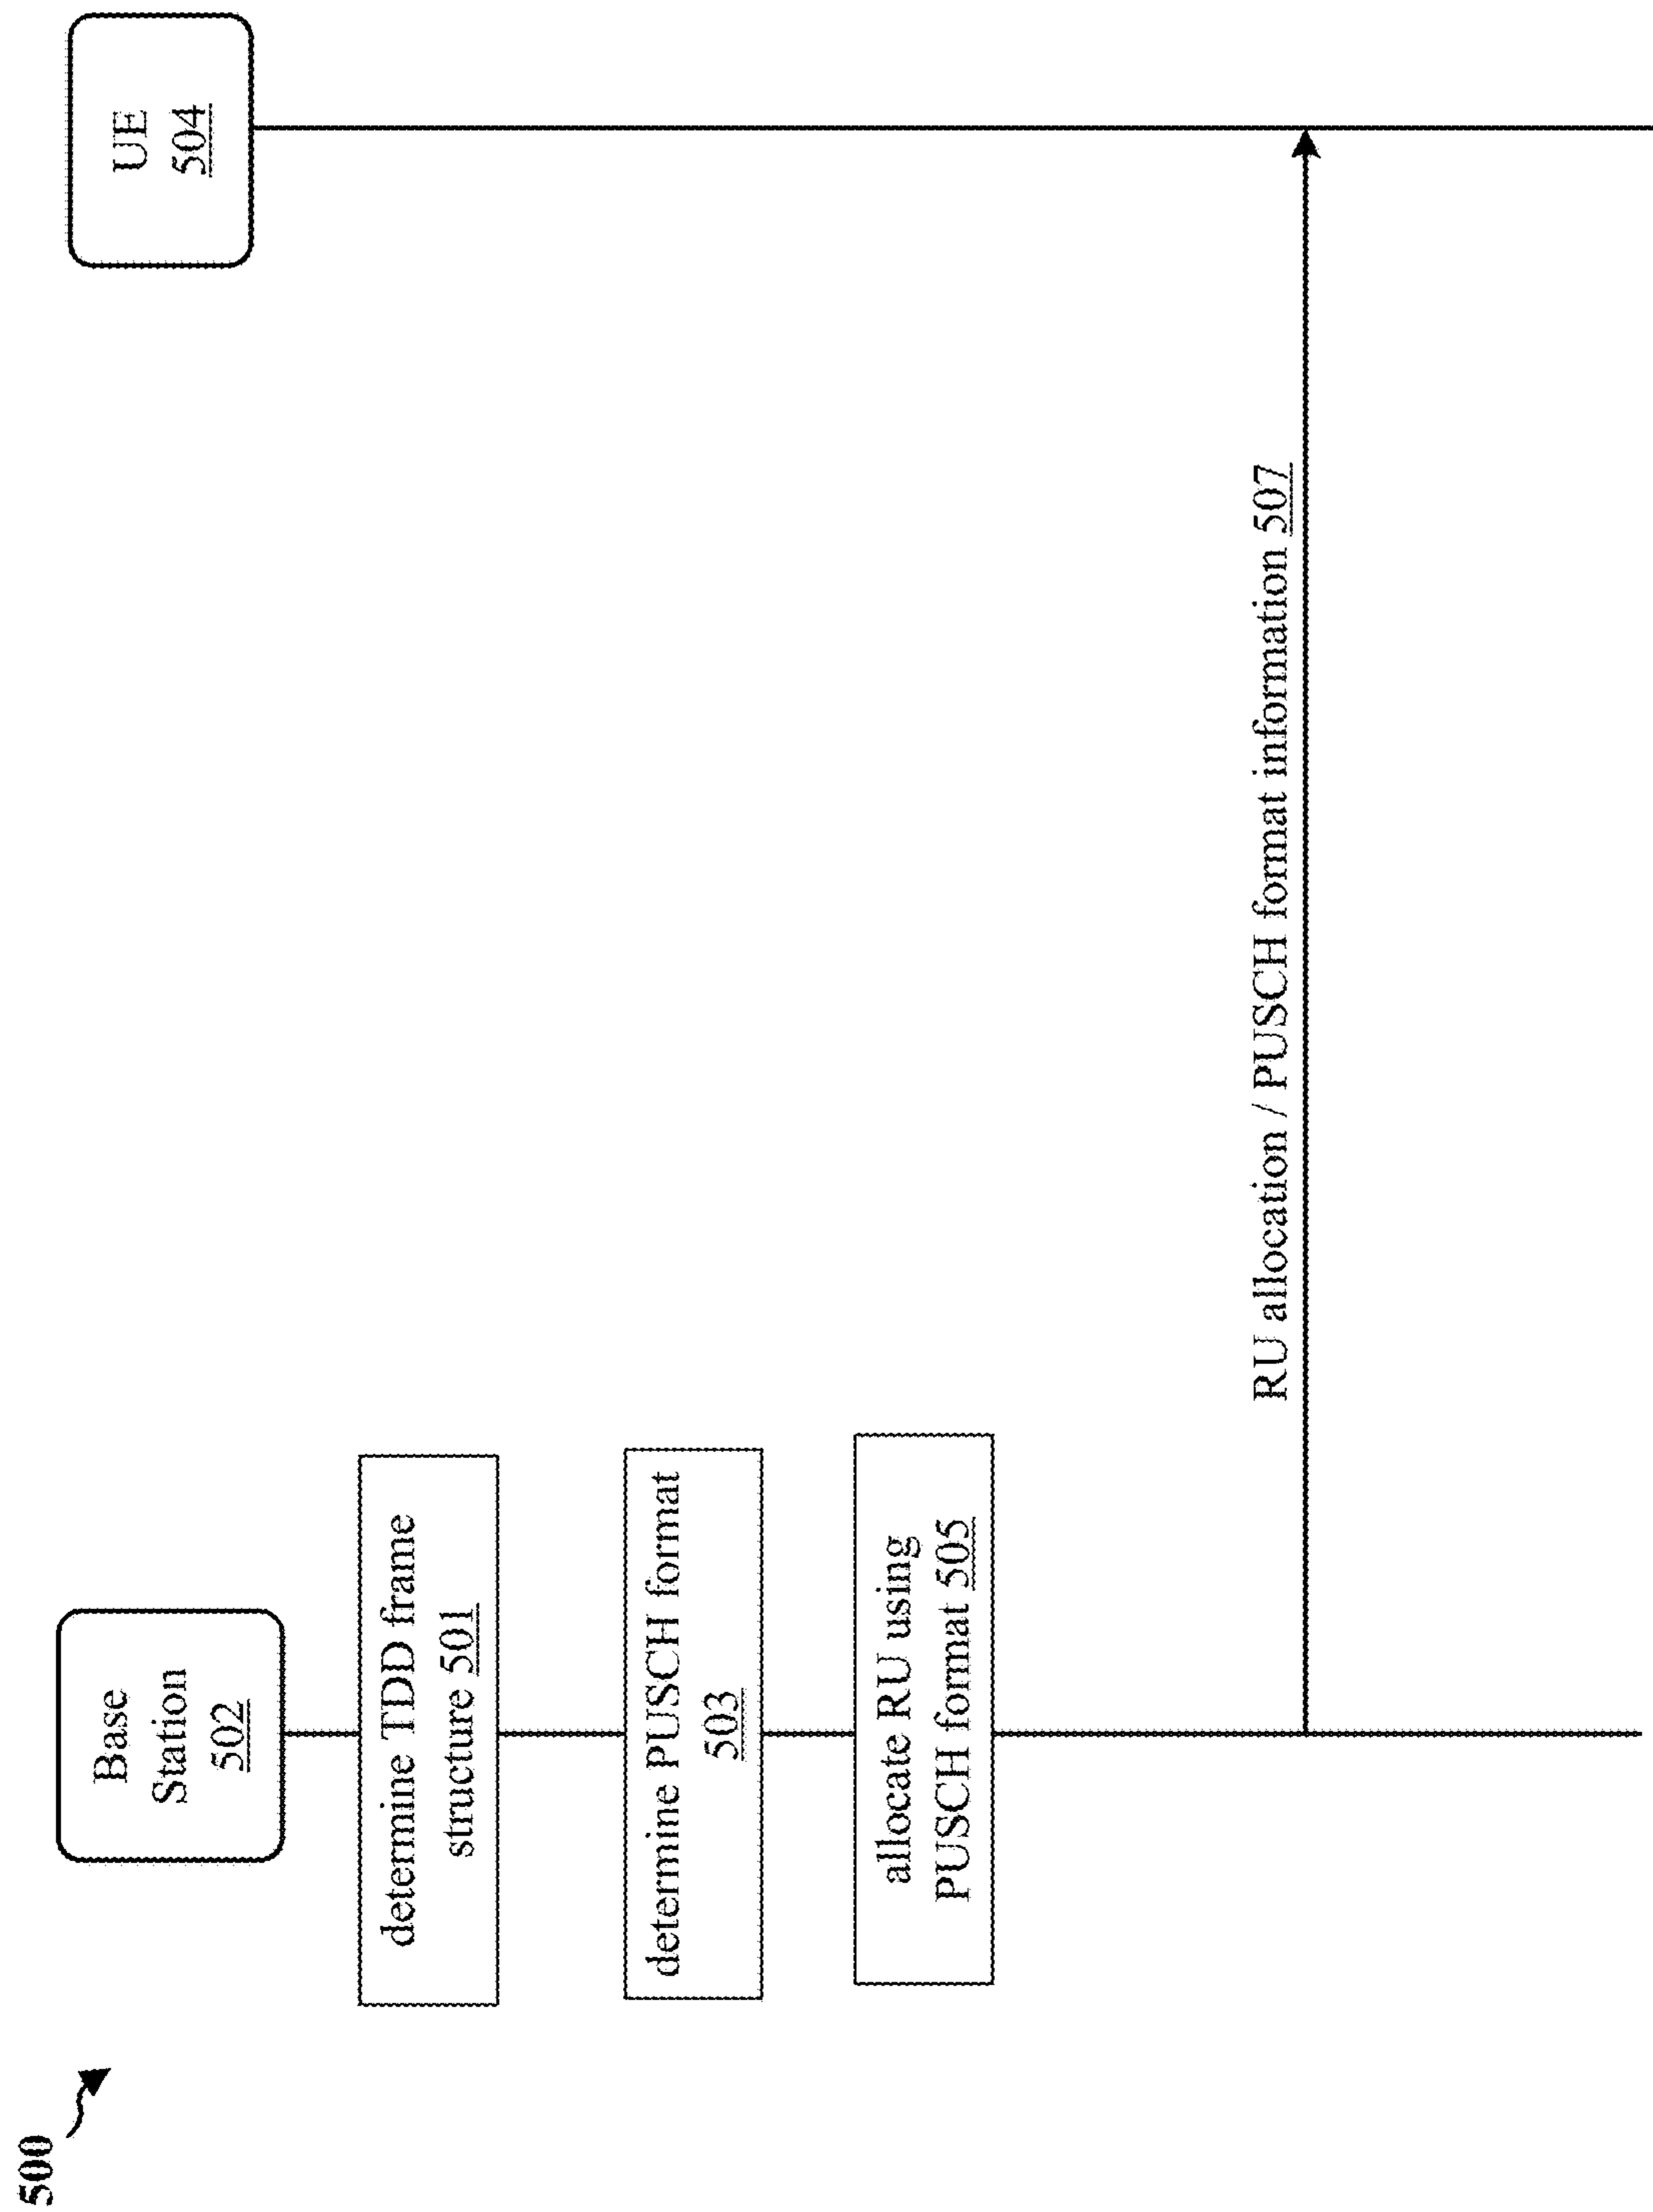 500
Base
Station
502
UE
504
determine TDD frame
structure 501
determine PUSCH format
503
allocate RU using
PUSCH format 505
RU allocation / PUSCH format information 507